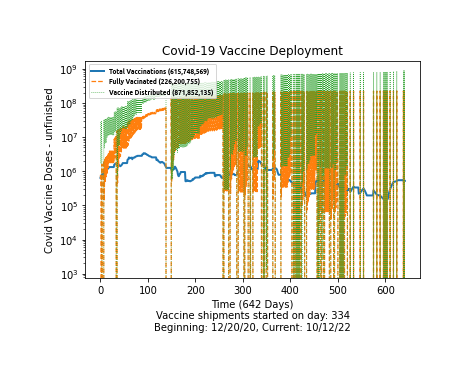 Covid-19 Vaccine Deployment
Total Vaccinations (615,748,569)
Fully Vacinated (226,200,755)
Vaccine Distributed (871,852,135)
Covid Vaccine Doses - unfinished
10⁹
10⁸
10⁷
10⁶
10⁵
10⁴
10³
0 100 200 300 400 500 600
Time (642 Days)
Vaccine shipments started on day: 334
Beginning: 12/20/20, Current: 10/12/22